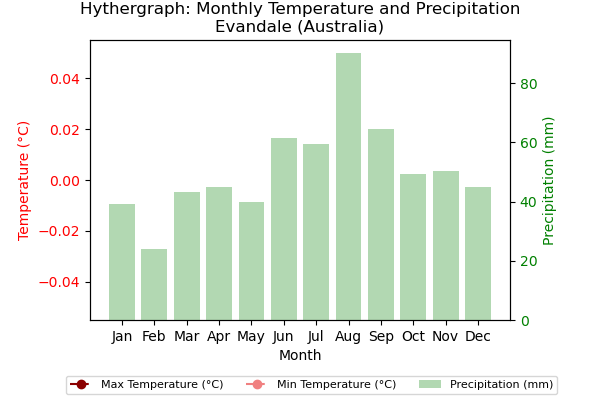 Hythergraph: Monthly Temperature and Precipitation
Evandale (Australia)
0.04
0.02
0.00
−0.02
−0.04
Temperature (°C)
80
60
40
20
0
Precipitation (mm)
Jan Feb Mar Apr May Jun Jul Aug Sep Oct Nov Dec
Month
Max Temperature (°C) Min Temperature (°C) Precipitation (mm)